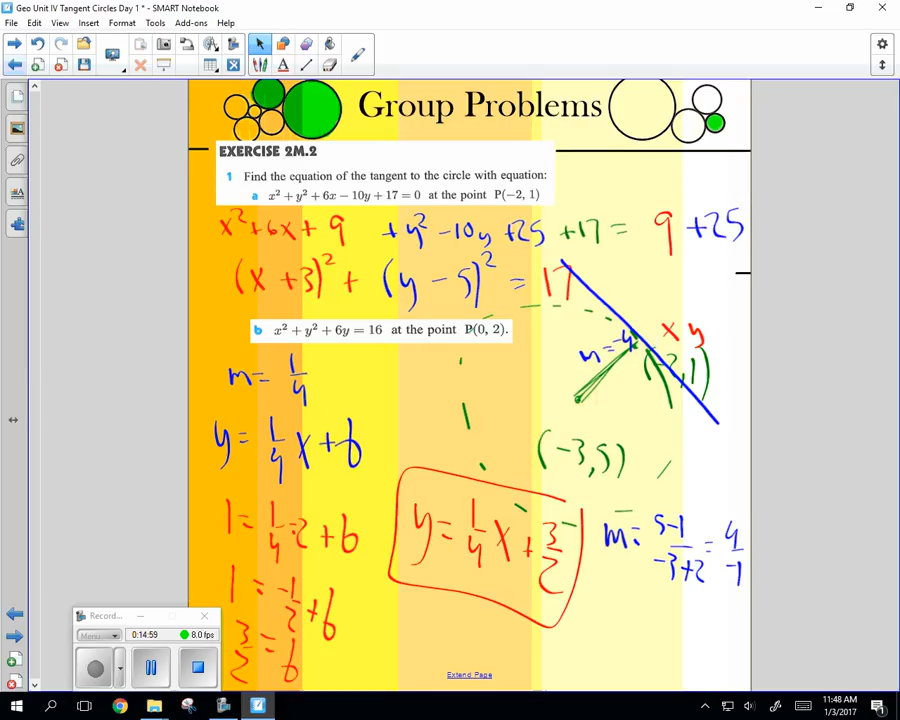 Geo Unit IV Tangent Circles Day 1 * - SMART Notebook
File Edit View Insert Format Tools Add-ons Help
Group Problems
EXERCISE 2M.2
1 Find the equation of the tangent to the circle with equation:
a x² + y² + 6x − 10y + 17 = 0 at the point P(−2, 1)
x² + 6x + 9 + y² − 10y + 25 + 17 = 9 + 25
(x + 3)² + (y − 5)² = 17
b x² + y² + 6y = 16 at the point P(0, 2).
x y
m = −4
(−2, 1)
m = 1/4
y = 1/4 x + b
(−3, 5)
1 = 1/4 · −2 + b
y = 1/4 x + 3/2
m = 5−1/−3+2 = 4/−1
1 = −1/2 + b
3/2 = b
Record...
Menu
0:14:59
8.0 fps
Extend Page
11:48 AM
1/3/2017